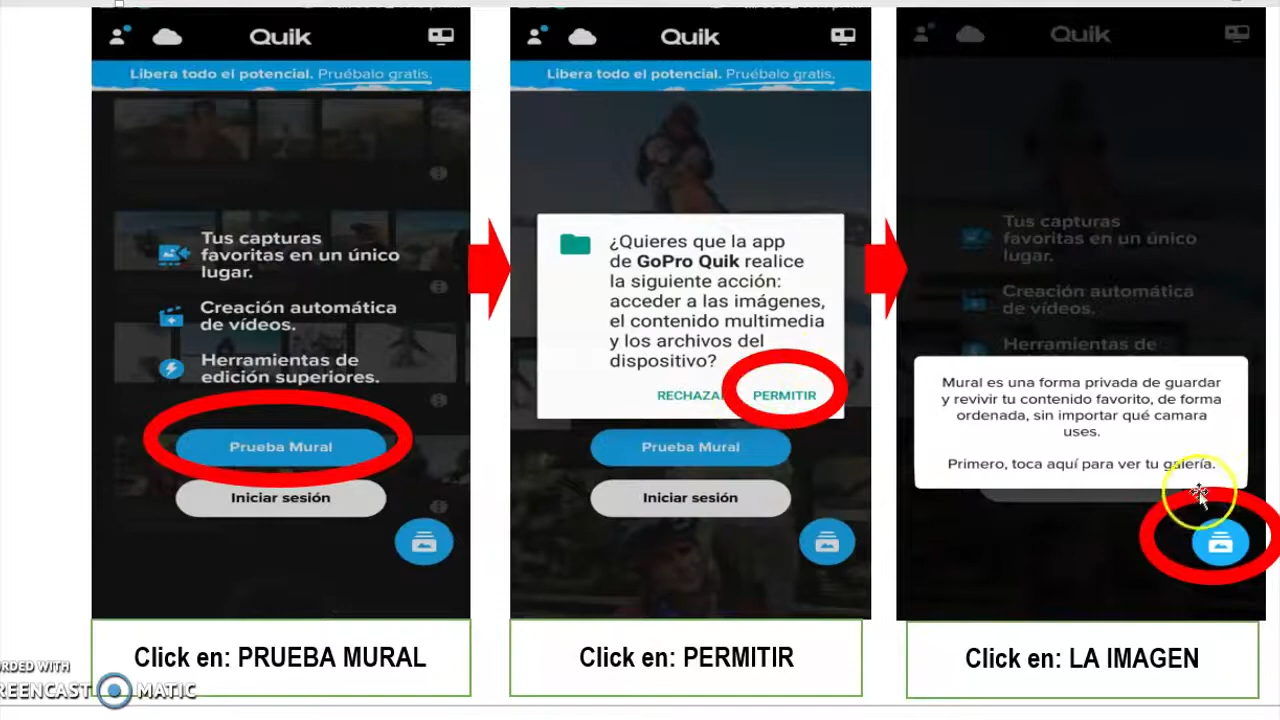 Quik
Libera todo el potencial. Pruébalo gratis.
Tus capturas
favoritas en un único
lugar.
Creación automática
de vídeos.
Herramientas de
edición superiores.
Prueba Mural
Iniciar sesión
Click en: PRUEBA MURAL
Quik
Libera todo el potencial. Pruébalo gratis.
¿Quieres que la app
de GoPro Quik realice
la siguiente acción:
acceder a las imágenes,
el contenido multimedia
y los archivos del
dispositivo?
RECHAZA PERMITIR
Prueba Mural
Iniciar sesión
Click en: PERMITIR
Quik
Tus capturas
favoritas en un único
lugar.
Creación automática
de vídeos.
Herramientas de
Mural es una forma privada de guardar
y revivir tu contenido favorito, de forma
ordenada, sin importar qué camara
uses.
Primero, toca aquí para ver tu galería.
Click en: LA IMAGEN
ORDED WITH
REENCAST MATIC